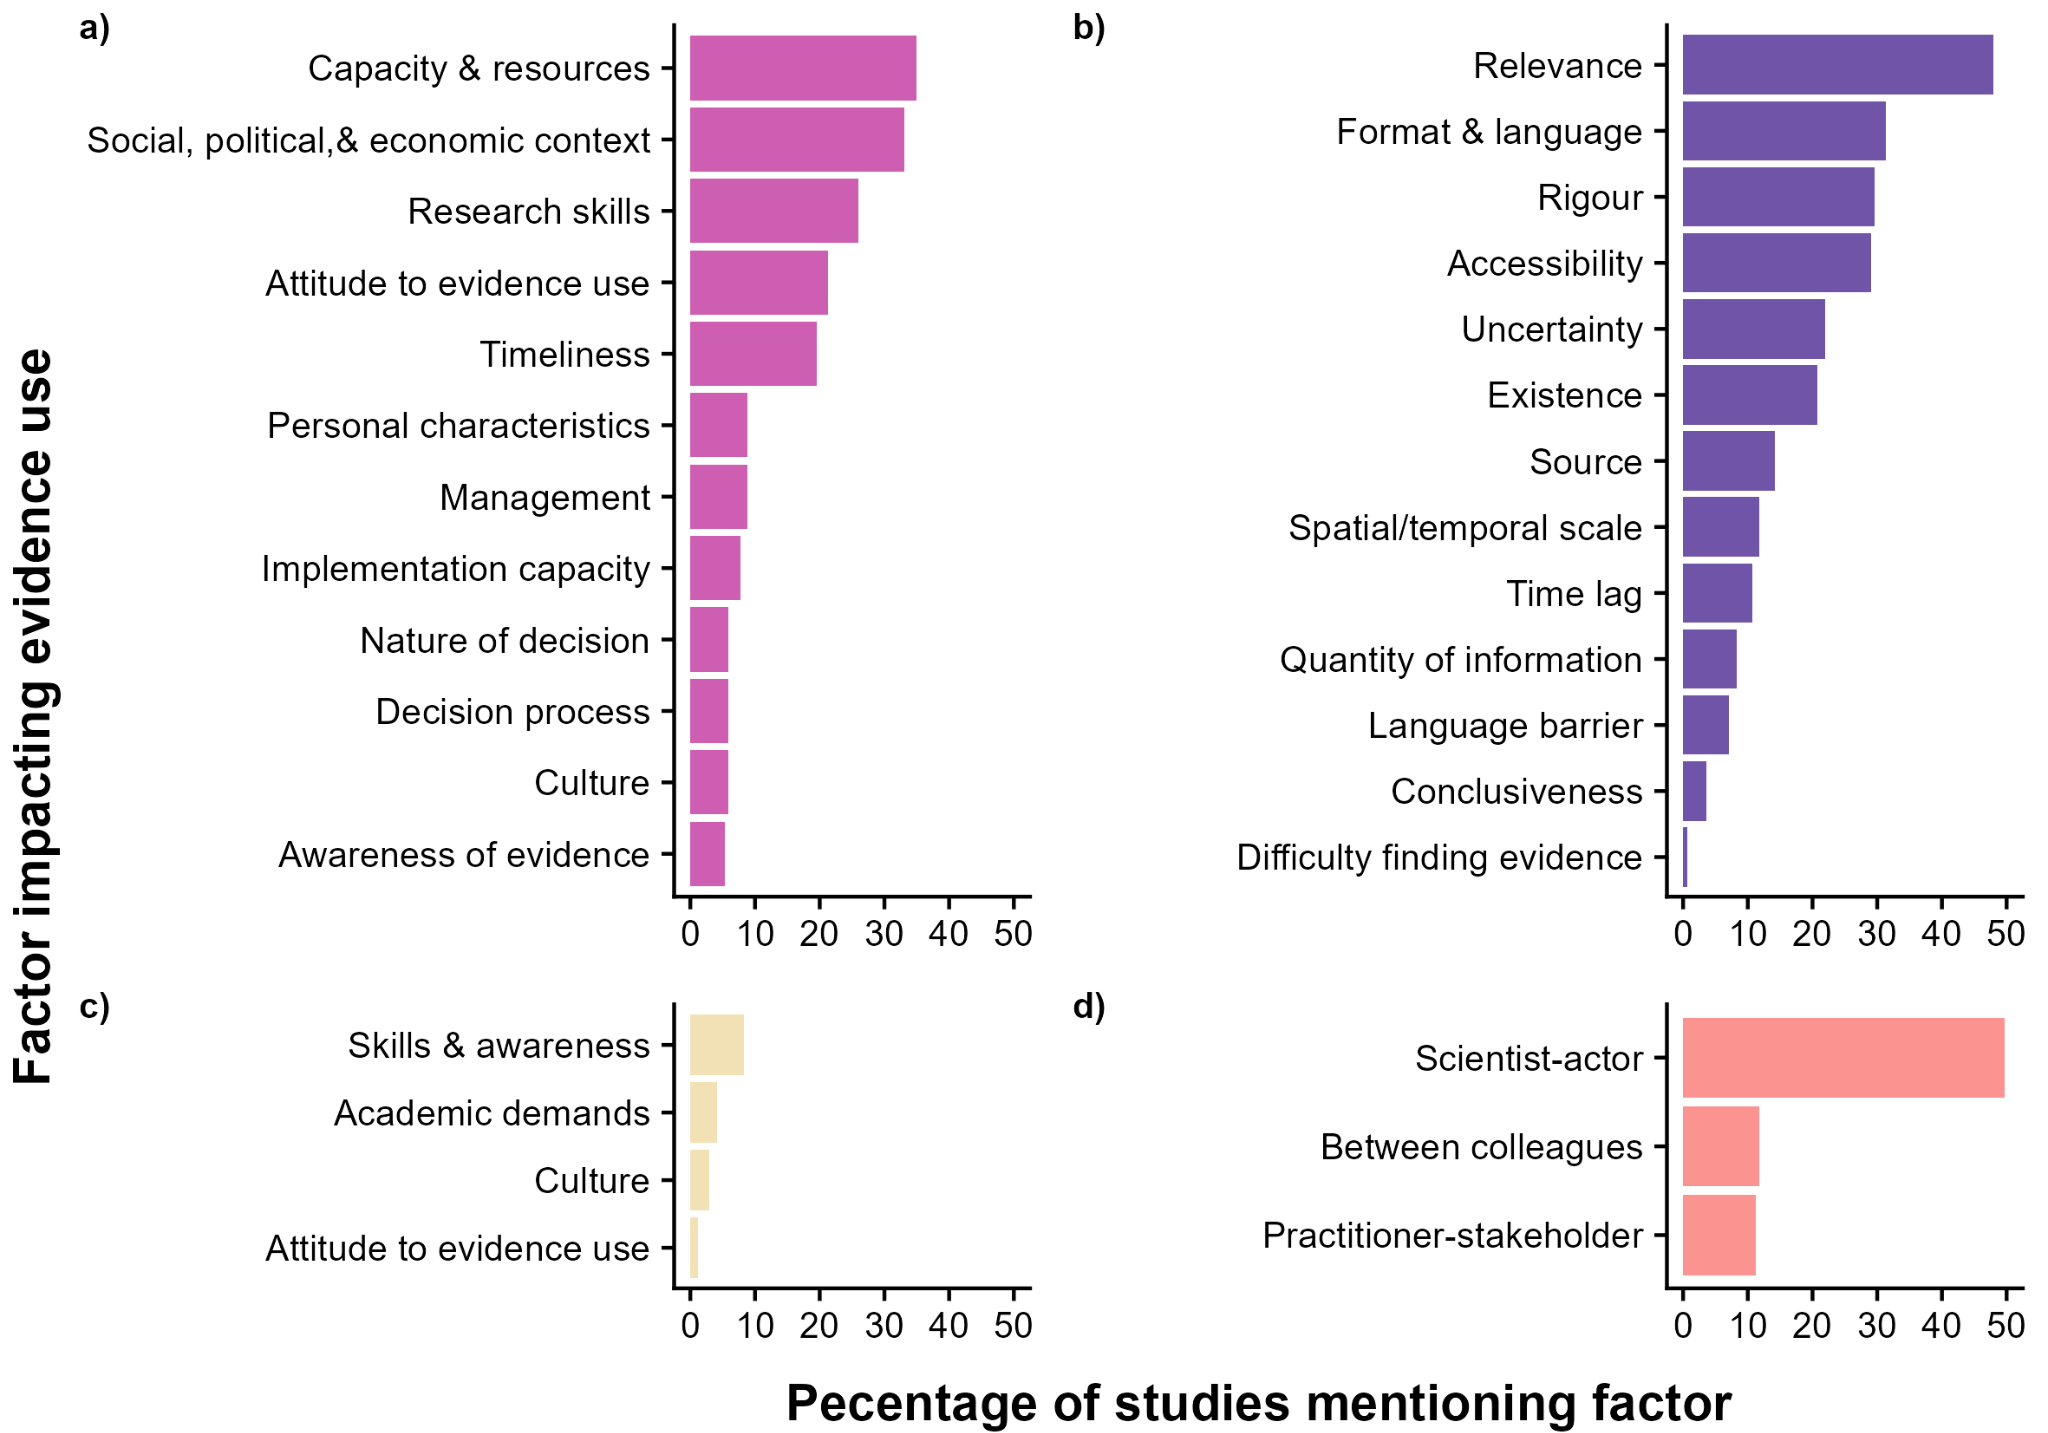 a)
Capacity & resources
Social, political,& economic context
Research skills
Attitude to evidence use
Timeliness
Personal characteristics
Management
Implementation capacity
Nature of decision
Decision process
Culture
Awareness of evidence
0 10 20 30 40 50
b)
Relevance
Format & language
Rigour
Accessibility
Uncertainty
Existence
Source
Spatial/temporal scale
Time lag
Quantity of information
Language barrier
Conclusiveness
Difficulty finding evidence
0 10 20 30 40 50
c)
Skills & awareness
Academic demands
Culture
Attitude to evidence use
0 10 20 30 40 50
d)
Scientist-actor
Between colleagues
Practitioner-stakeholder
0 10 20 30 40 50
Factor impacting evidence use
Pecentage of studies mentioning factor